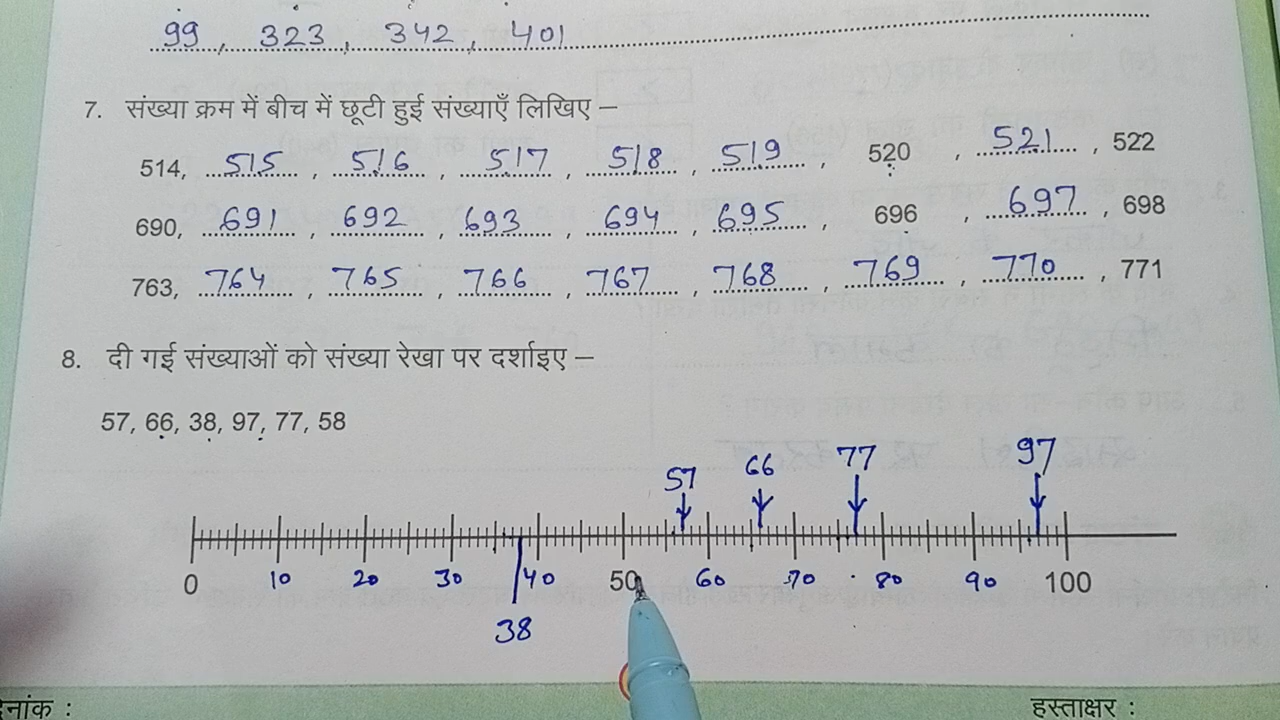 99, 323, 342, 401
7. संख्या क्रम में बीच में छूटी हुई संख्याएँ लिखिए –
514, 515, 516, 517, 518, 519, 520, 521, 522
690, 691, 692, 693, 694, 695, 696, 697, 698
763, 764, 765, 766, 767, 768, 769, 770, 771
8. दी गई संख्याओं को संख्या रेखा पर दर्शाइए –
57, 66, 38, 97, 77, 58
57 66 77 97
0 10 20 30 40 50 60 70 80 90 100
38
हस्ताक्षर :